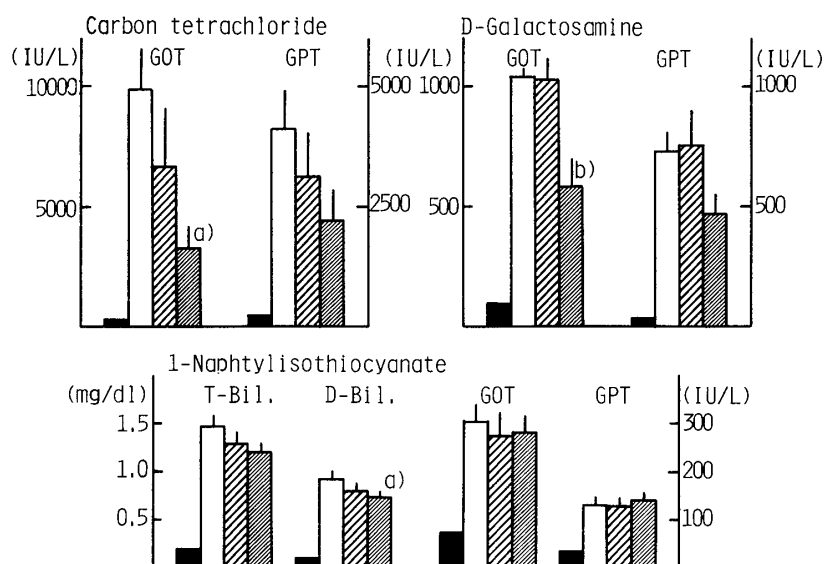 Carbon tetrachloride
(IU/L) GOT GPT (IU/L)
10000 5000
5000 2500
a)
D-Galactosamine
GOT GPT (IU/L)
1000 1000
500 500
b)
1-Naphtylisothiocyanate
(mg/dl) T-Bil. D-Bil. GOT GPT (IU/L)
1.5 300
1.0 200
a)
0.5 100